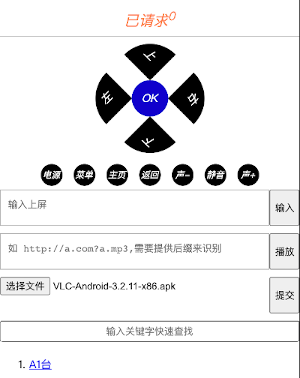 已请求0
上
左 OK 右
下
电源 菜单 主页 返回 声- 静音 声+
输入上屏 输入
如 http://a.com?a.mp3,需要提供后缀来识别 播放
选择文件 VLC-Android-3.2.11-x86.apk 提交
输入关键字快速查找
1. A1台